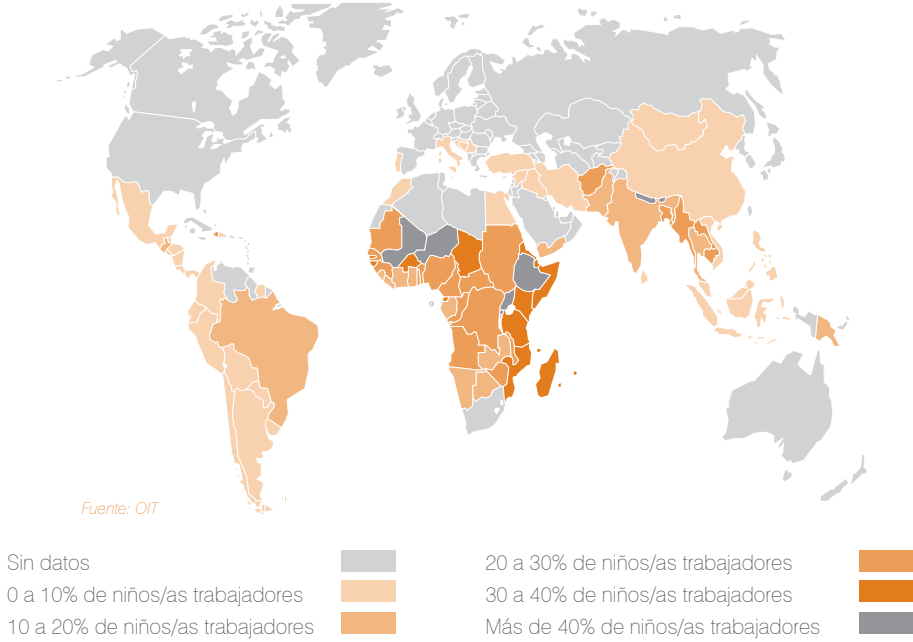 Fuente: OIT
Sin datos
0 a 10% de niños/as trabajadores
10 a 20% de niños/as trabajadores
20 a 30% de niños/as trabajadores
30 a 40% de niños/as trabajadores
Más de 40% de niños/as trabajadores